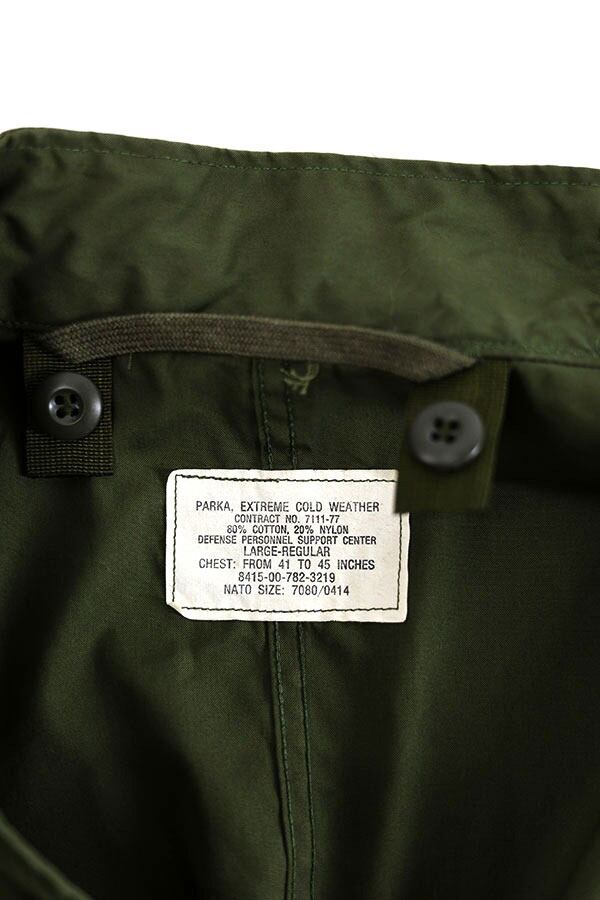 PARKA, EXTREME COLD WEATHER
CONTRACT NO. 7111-77
80% COTTON, 20% NYLON
DEFENSE PERSONNEL SUPPORT CENTER
LARGE-REGULAR
CHEST: FROM 41 TO 45 INCHES
8415-00-782-3219
NATO SIZE: 7080/0414